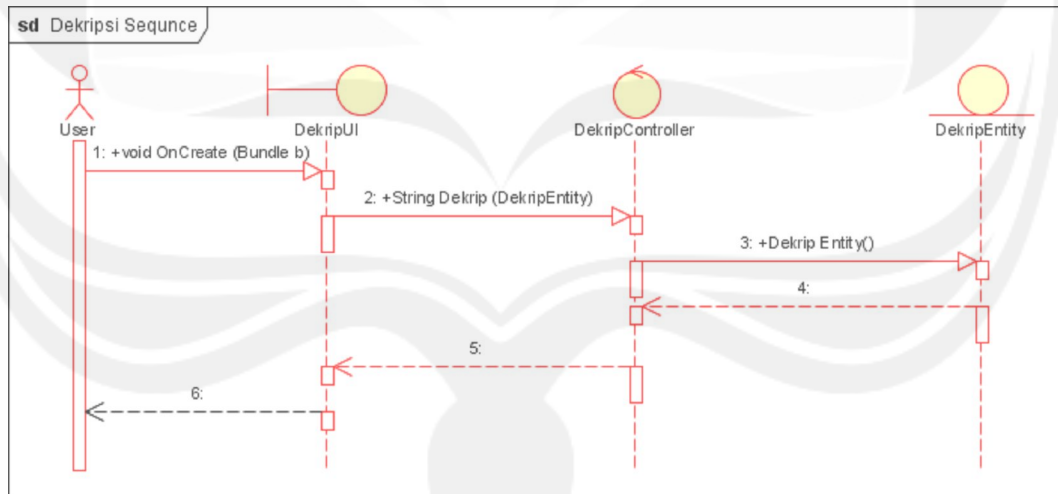 sd Dekripsi Sequnce
User
DekripUI
DekripController
DekripEntity
1: +void OnCreate (Bundle b)
2: +String Dekrip (DekripEntity)
3: +Dekrip Entity()
4:
5:
6: